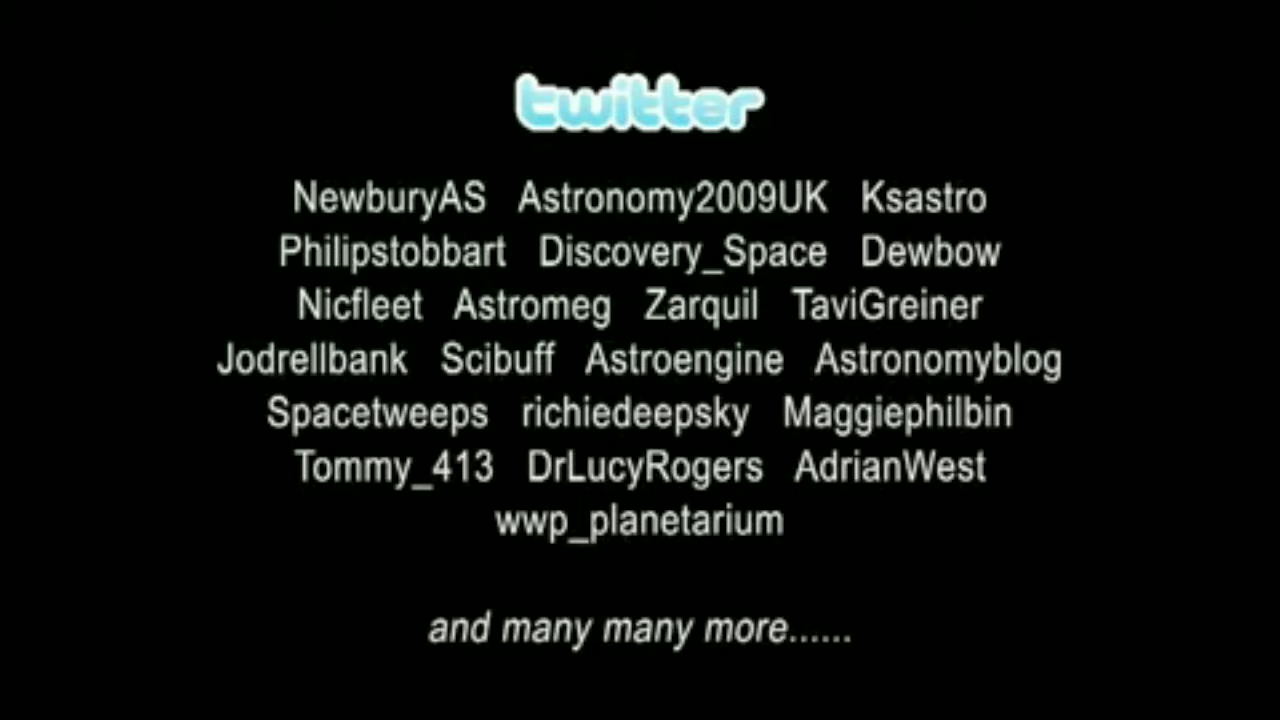 twitter
NewburyAS Astronomy2009UK Ksastro
Philipstobbart Discovery_Space Dewbow
Nicfleet Astromeg Zarquil TaviGreiner
Jodrellbank Scibuff Astroengine Astronomyblog
Spacetweeps richiedeepsky Maggiephilbin
Tommy_413 DrLucyRogers AdrianWest
wwp_planetarium
and many many more......